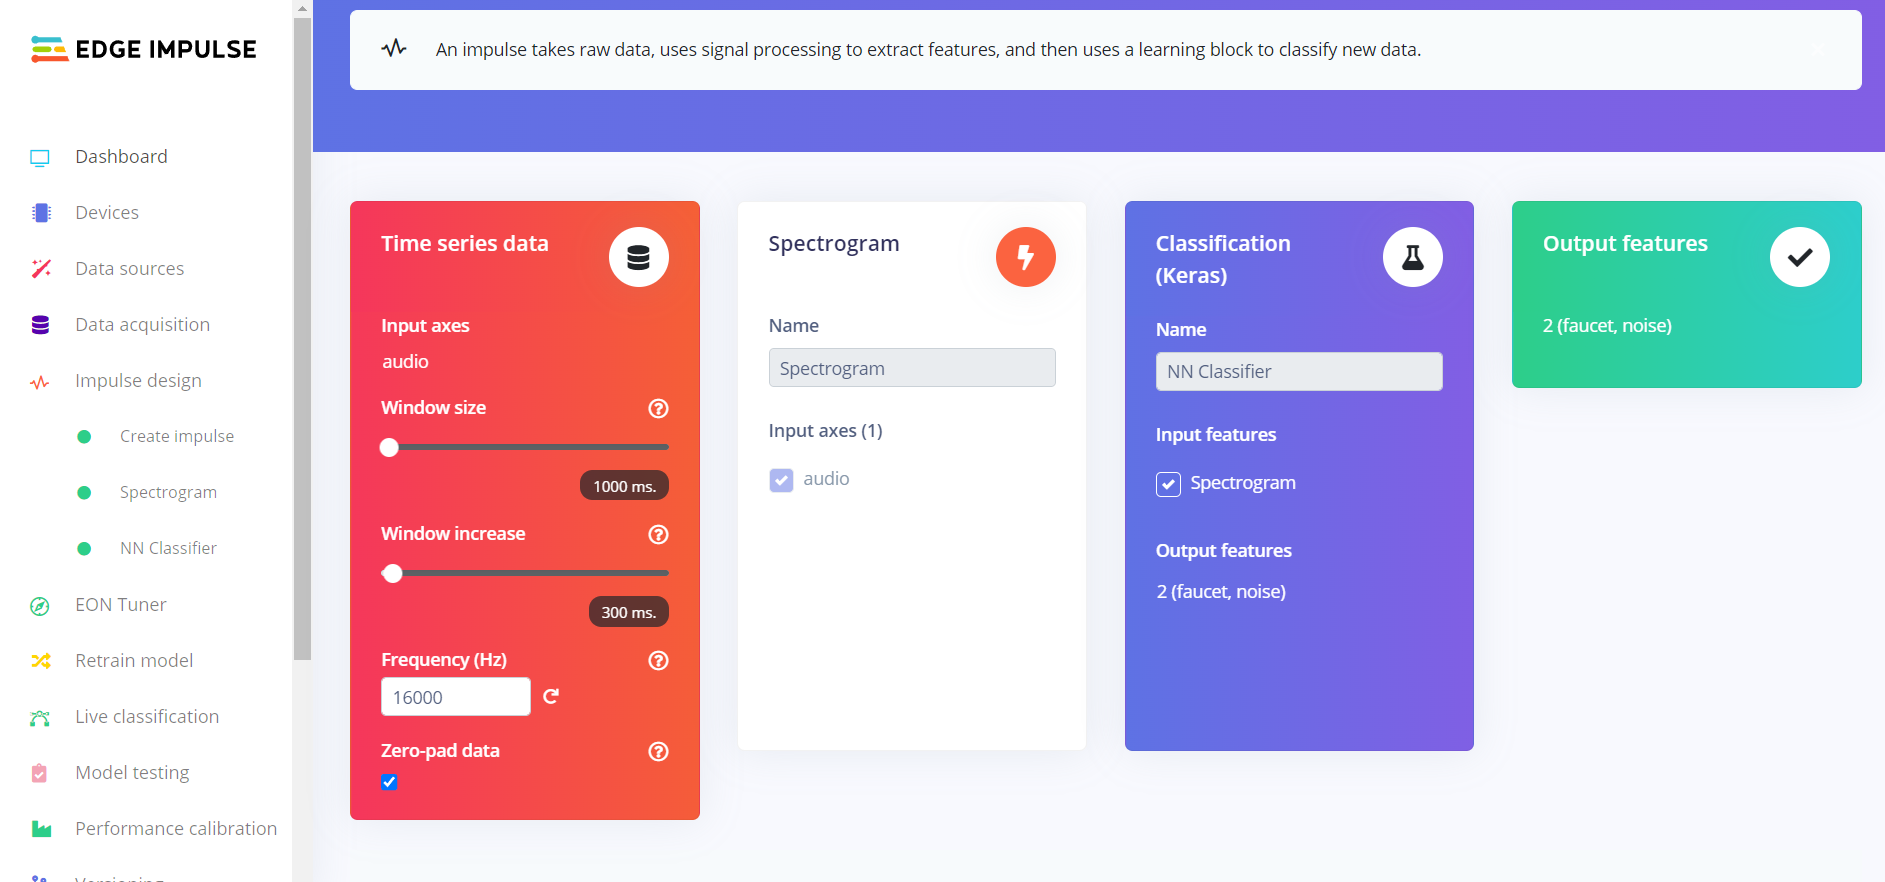 EDGE IMPULSE
Dashboard
Devices
Data sources
Data acquisition
Impulse design
Create impulse
Spectrogram
NN Classifier
EON Tuner
Retrain model
Live classification
Model testing
Performance calibration
Versioning
An impulse takes raw data, uses signal processing to extract features, and then uses a learning block to classify new data.
Time series data
Input axes
audio
Window size
1000 ms.
Window increase
300 ms.
Frequency (Hz)
16000
Zero-pad data
Spectrogram
Name
Spectrogram
Input axes (1)
audio
Classification
(Keras)
Name
NN Classifier
Input features
Spectrogram
Output features
2 (faucet, noise)
Output features
2 (faucet, noise)